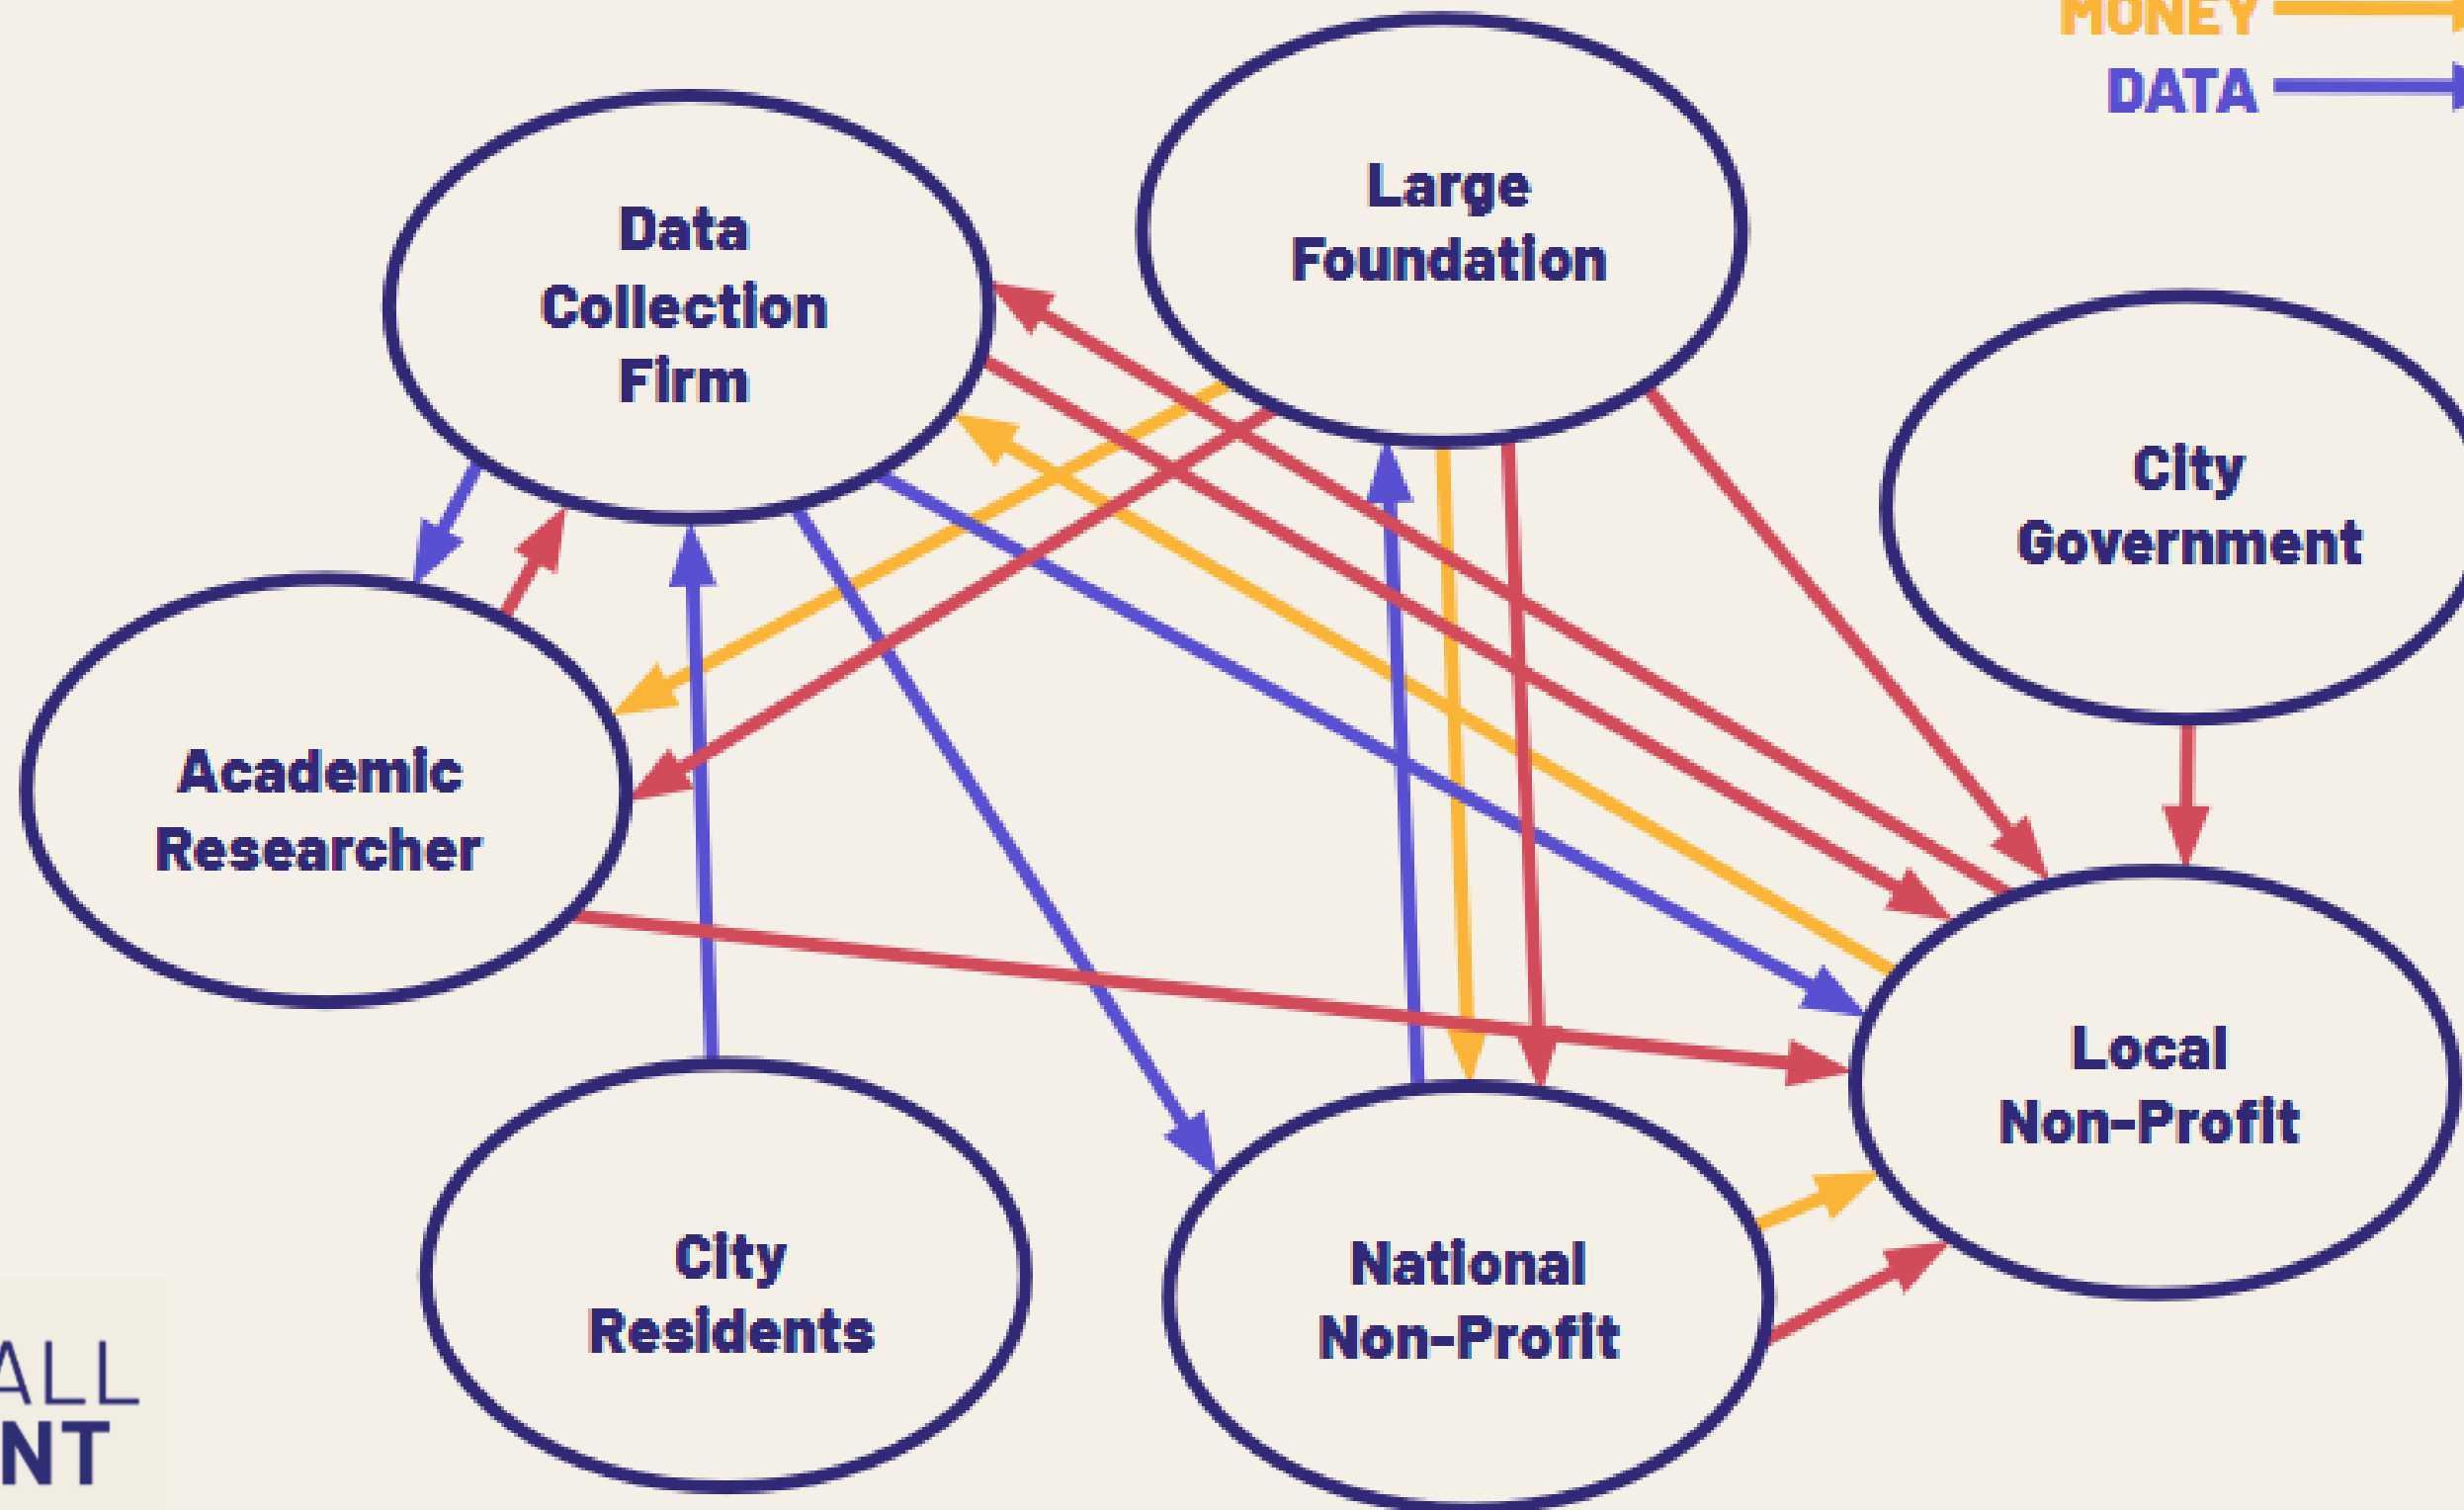 MONEY
DATA
Large
Foundation
Data
Collection
Firm
City
Government
Academic
Researcher
Local
Non-Profit
City
Residents
National
Non-Profit
ALL
NT